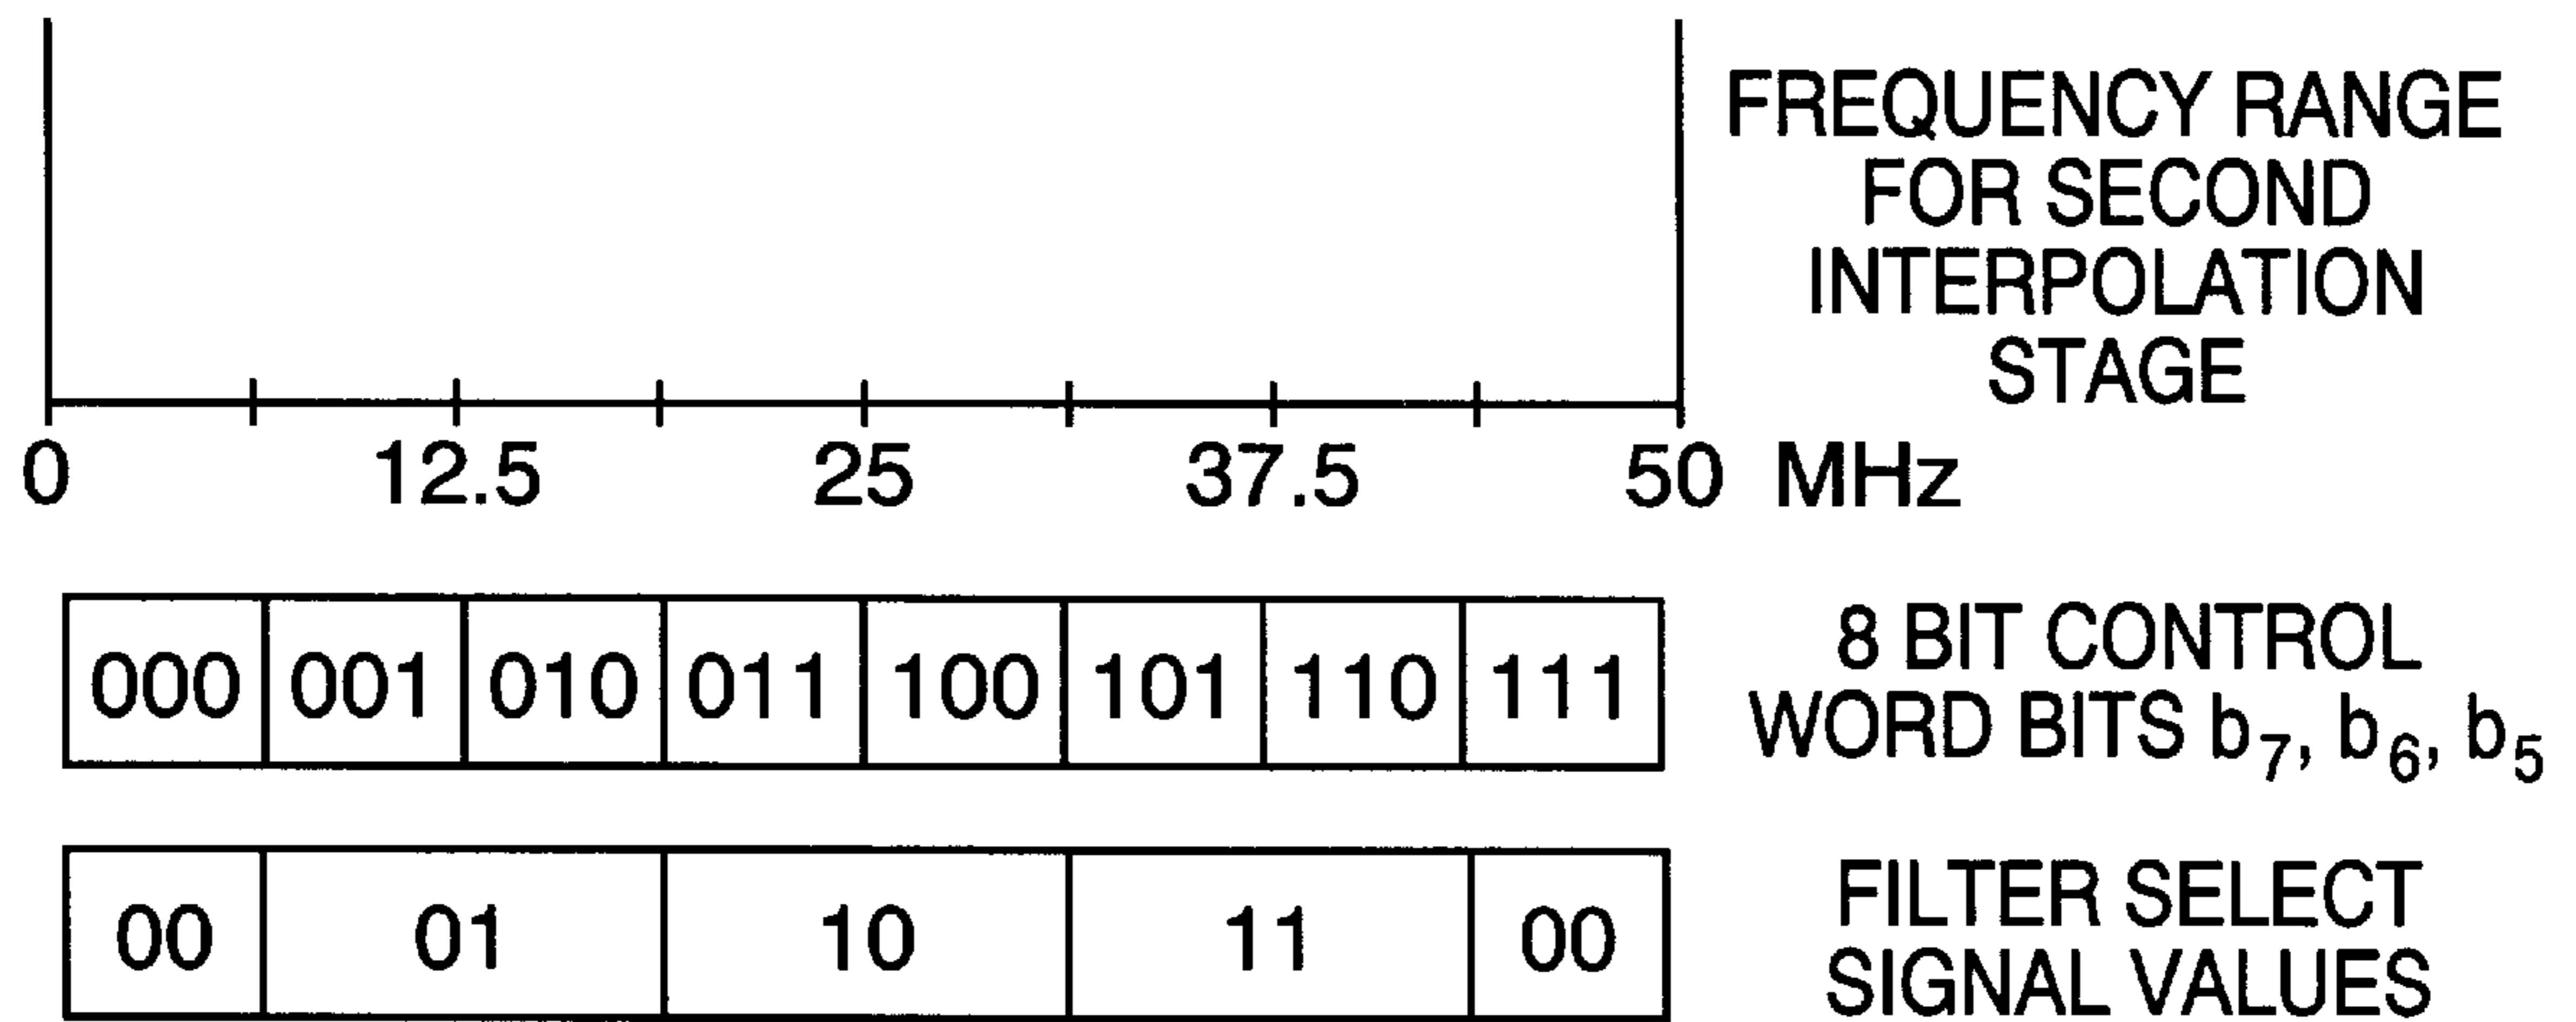 FREQUENCY RANGE
FOR SECOND
INTERPOLATION
STAGE
0 12.5 25 37.5 50 MHz
000 001 010 011 100 101 110 111
8 BIT CONTROL
WORD BITS b7, b6, b5
00 01 10 11 00
FILTER SELECT
SIGNAL VALUES